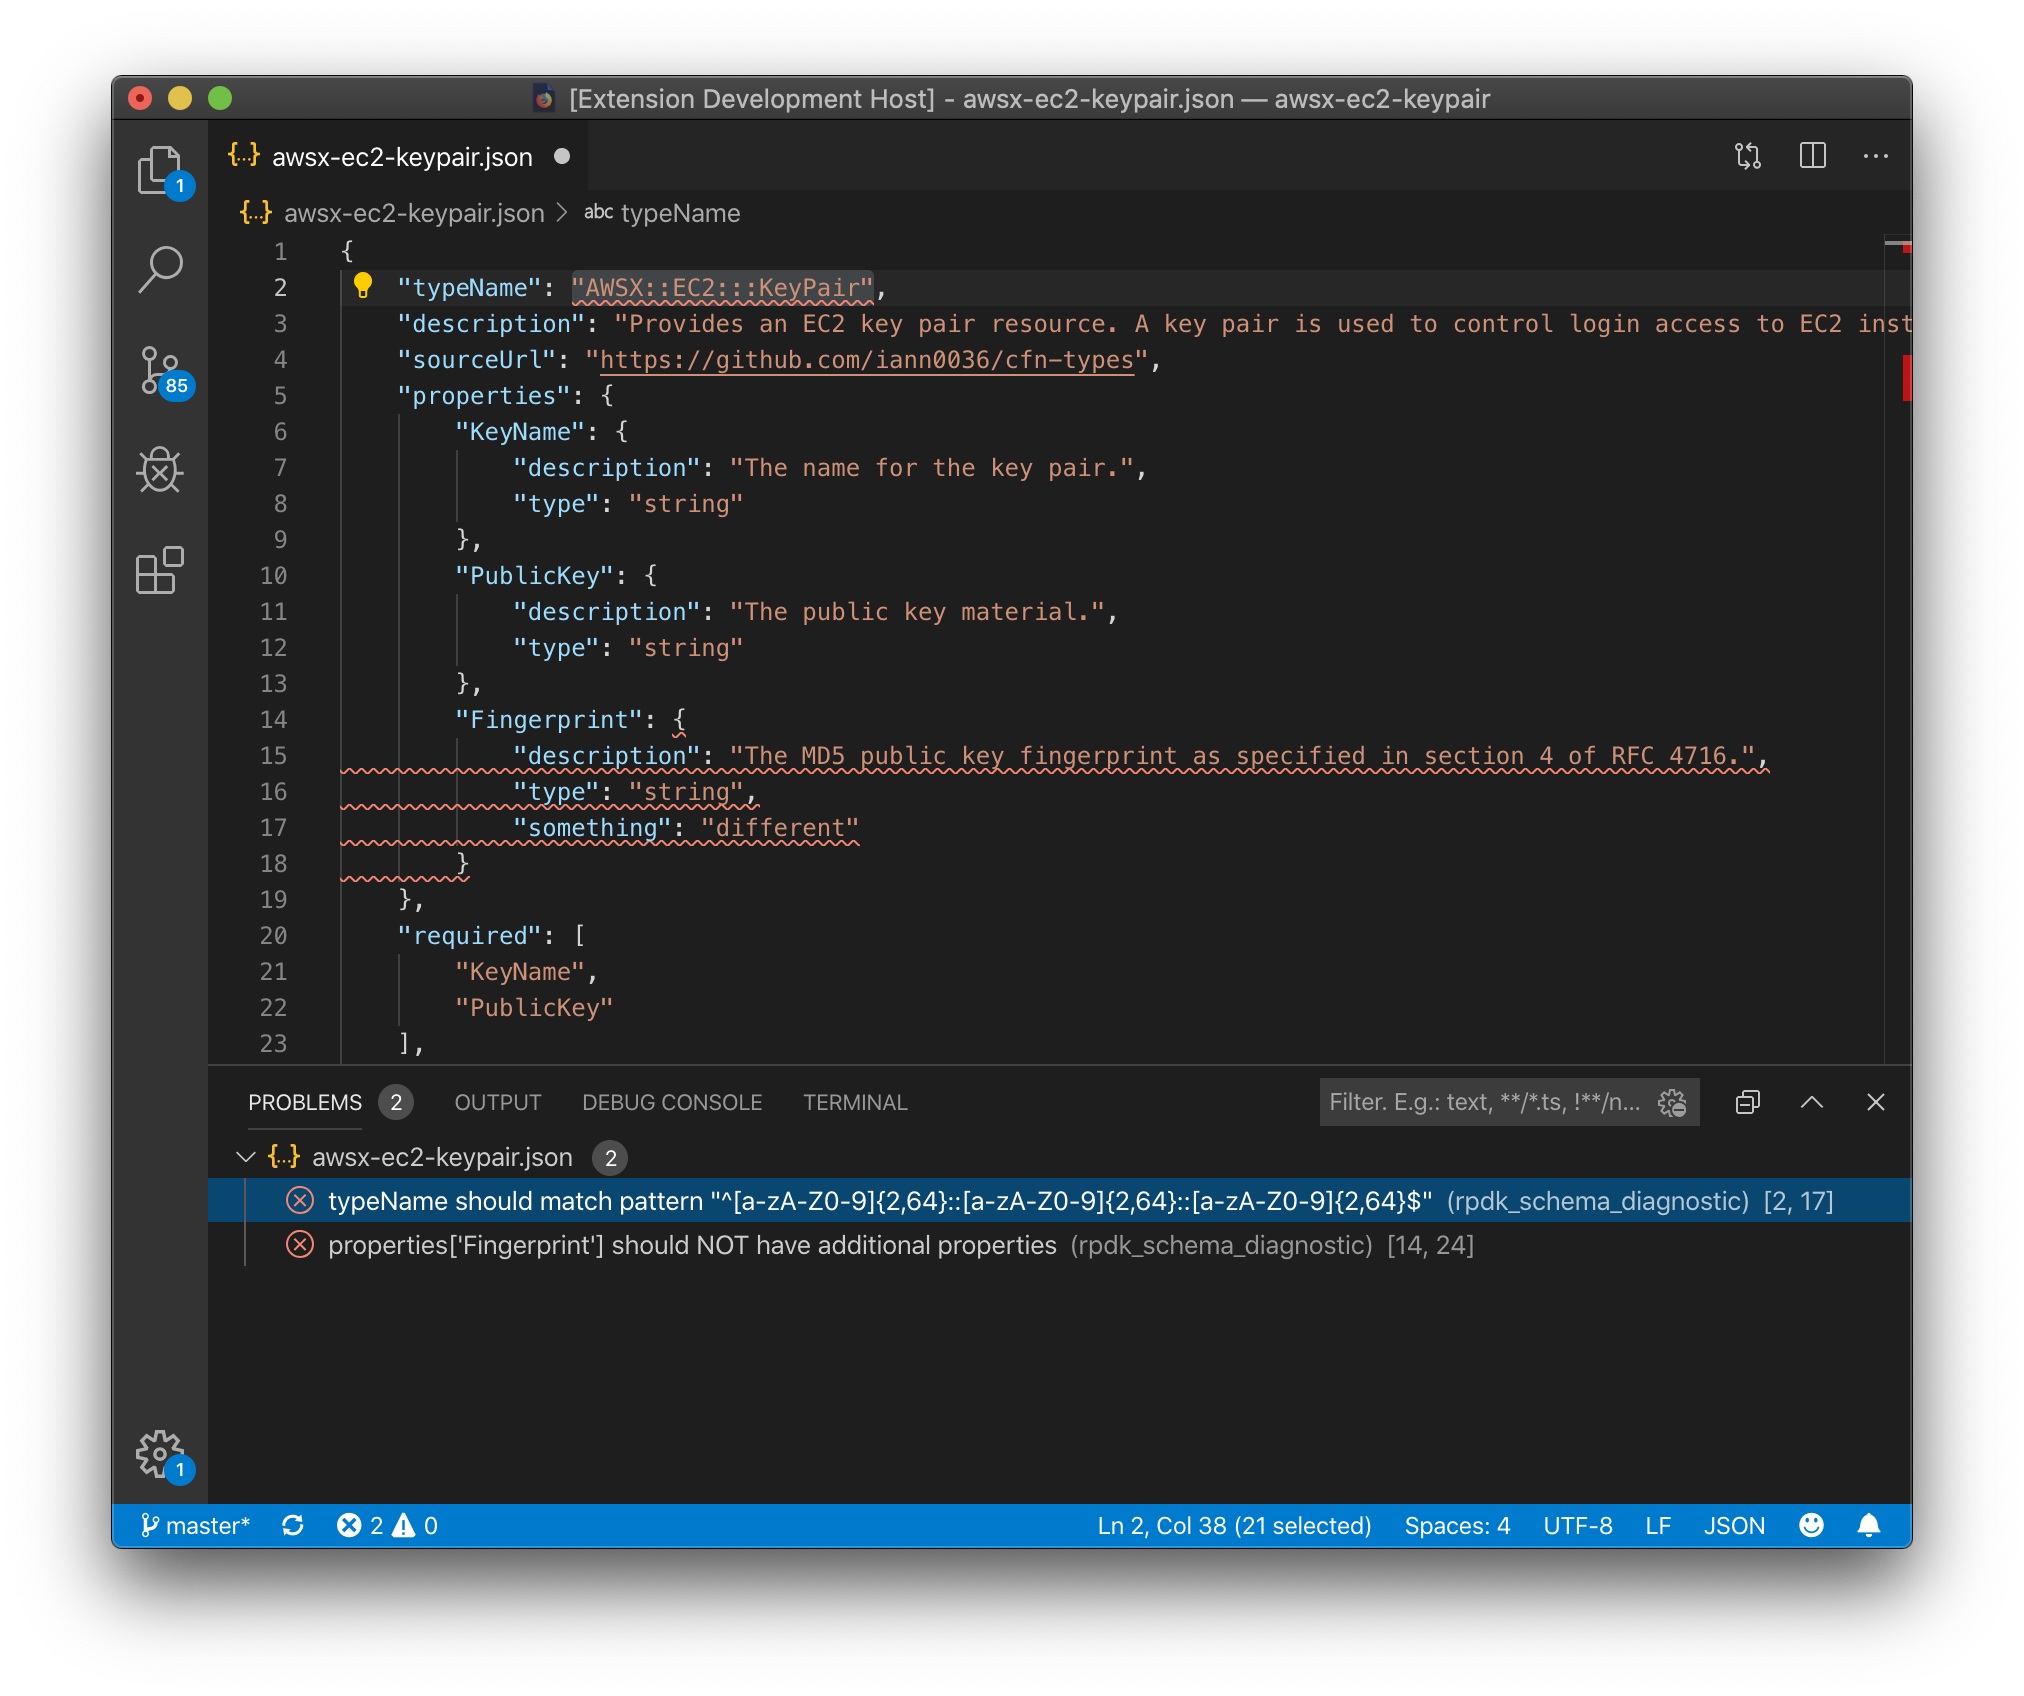 [Extension Development Host] - awsx-ec2-keypair.json — awsx-ec2-keypair
{...} awsx-ec2-keypair.json
{...} awsx-ec2-keypair.json > abc typeName
1 {
2 "typeName": "AWSX::EC2:::KeyPair",
3 "description": "Provides an EC2 key pair resource. A key pair is used to control login access to EC2 inst
4 "sourceUrl": "https://github.com/iann0036/cfn-types",
5 "properties": {
6 "KeyName": {
7 "description": "The name for the key pair.",
8 "type": "string"
9 },
10 "PublicKey": {
11 "description": "The public key material.",
12 "type": "string"
13 },
14 "Fingerprint": {
15 "description": "The MD5 public key fingerprint as specified in section 4 of RFC 4716.",
16 "type": "string",
17 "something": "different"
18 }
19 },
20 "required": [
21 "KeyName",
22 "PublicKey"
23 ],
1
85
1
PROBLEMS 2 OUTPUT DEBUG CONSOLE TERMINAL Filter. E.g.: text, **/*.ts, !**/n...
{...} awsx-ec2-keypair.json 2
typeName should match pattern "^[a-zA-Z0-9]{2,64}::[a-zA-Z0-9]{2,64}::[a-zA-Z0-9]{2,64}$" (rpdk_schema_diagnostic) [2, 17]
properties['Fingerprint'] should NOT have additional properties (rpdk_schema_diagnostic) [14, 24]
master* 2 0 Ln 2, Col 38 (21 selected) Spaces: 4 UTF-8 LF JSON